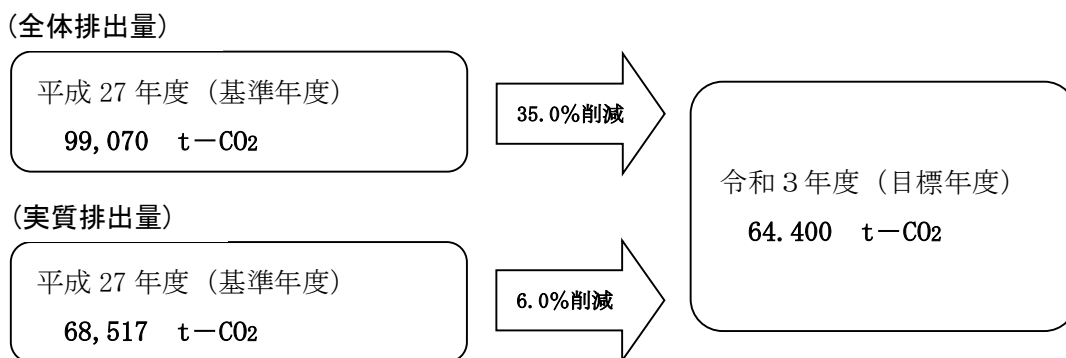 (全体排出量)
平成 27 年度（基準年度）
99,070 t－CO2
35.0%削減
令和３年度（目標年度）
64.400 t－CO2
(実質排出量)
平成 27 年度（基準年度）
68,517 t－CO2
6.0%削減